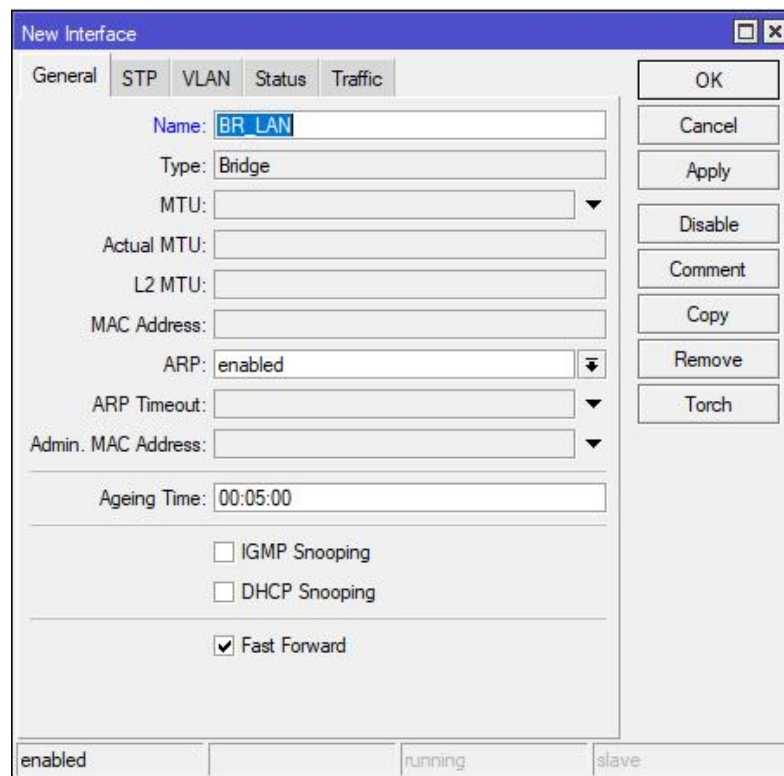 New Interface
General STP VLAN Status Traffic
Name: BR_LAN
Type: Bridge
MTU:
Actual MTU:
L2 MTU:
MAC Address:
ARP: enabled
ARP Timeout:
Admin. MAC Address:
Ageing Time: 00:05:00
IGMP Snooping
DHCP Snooping
Fast Forward
OK
Cancel
Apply
Disable
Comment
Copy
Remove
Torch
enabled running slave